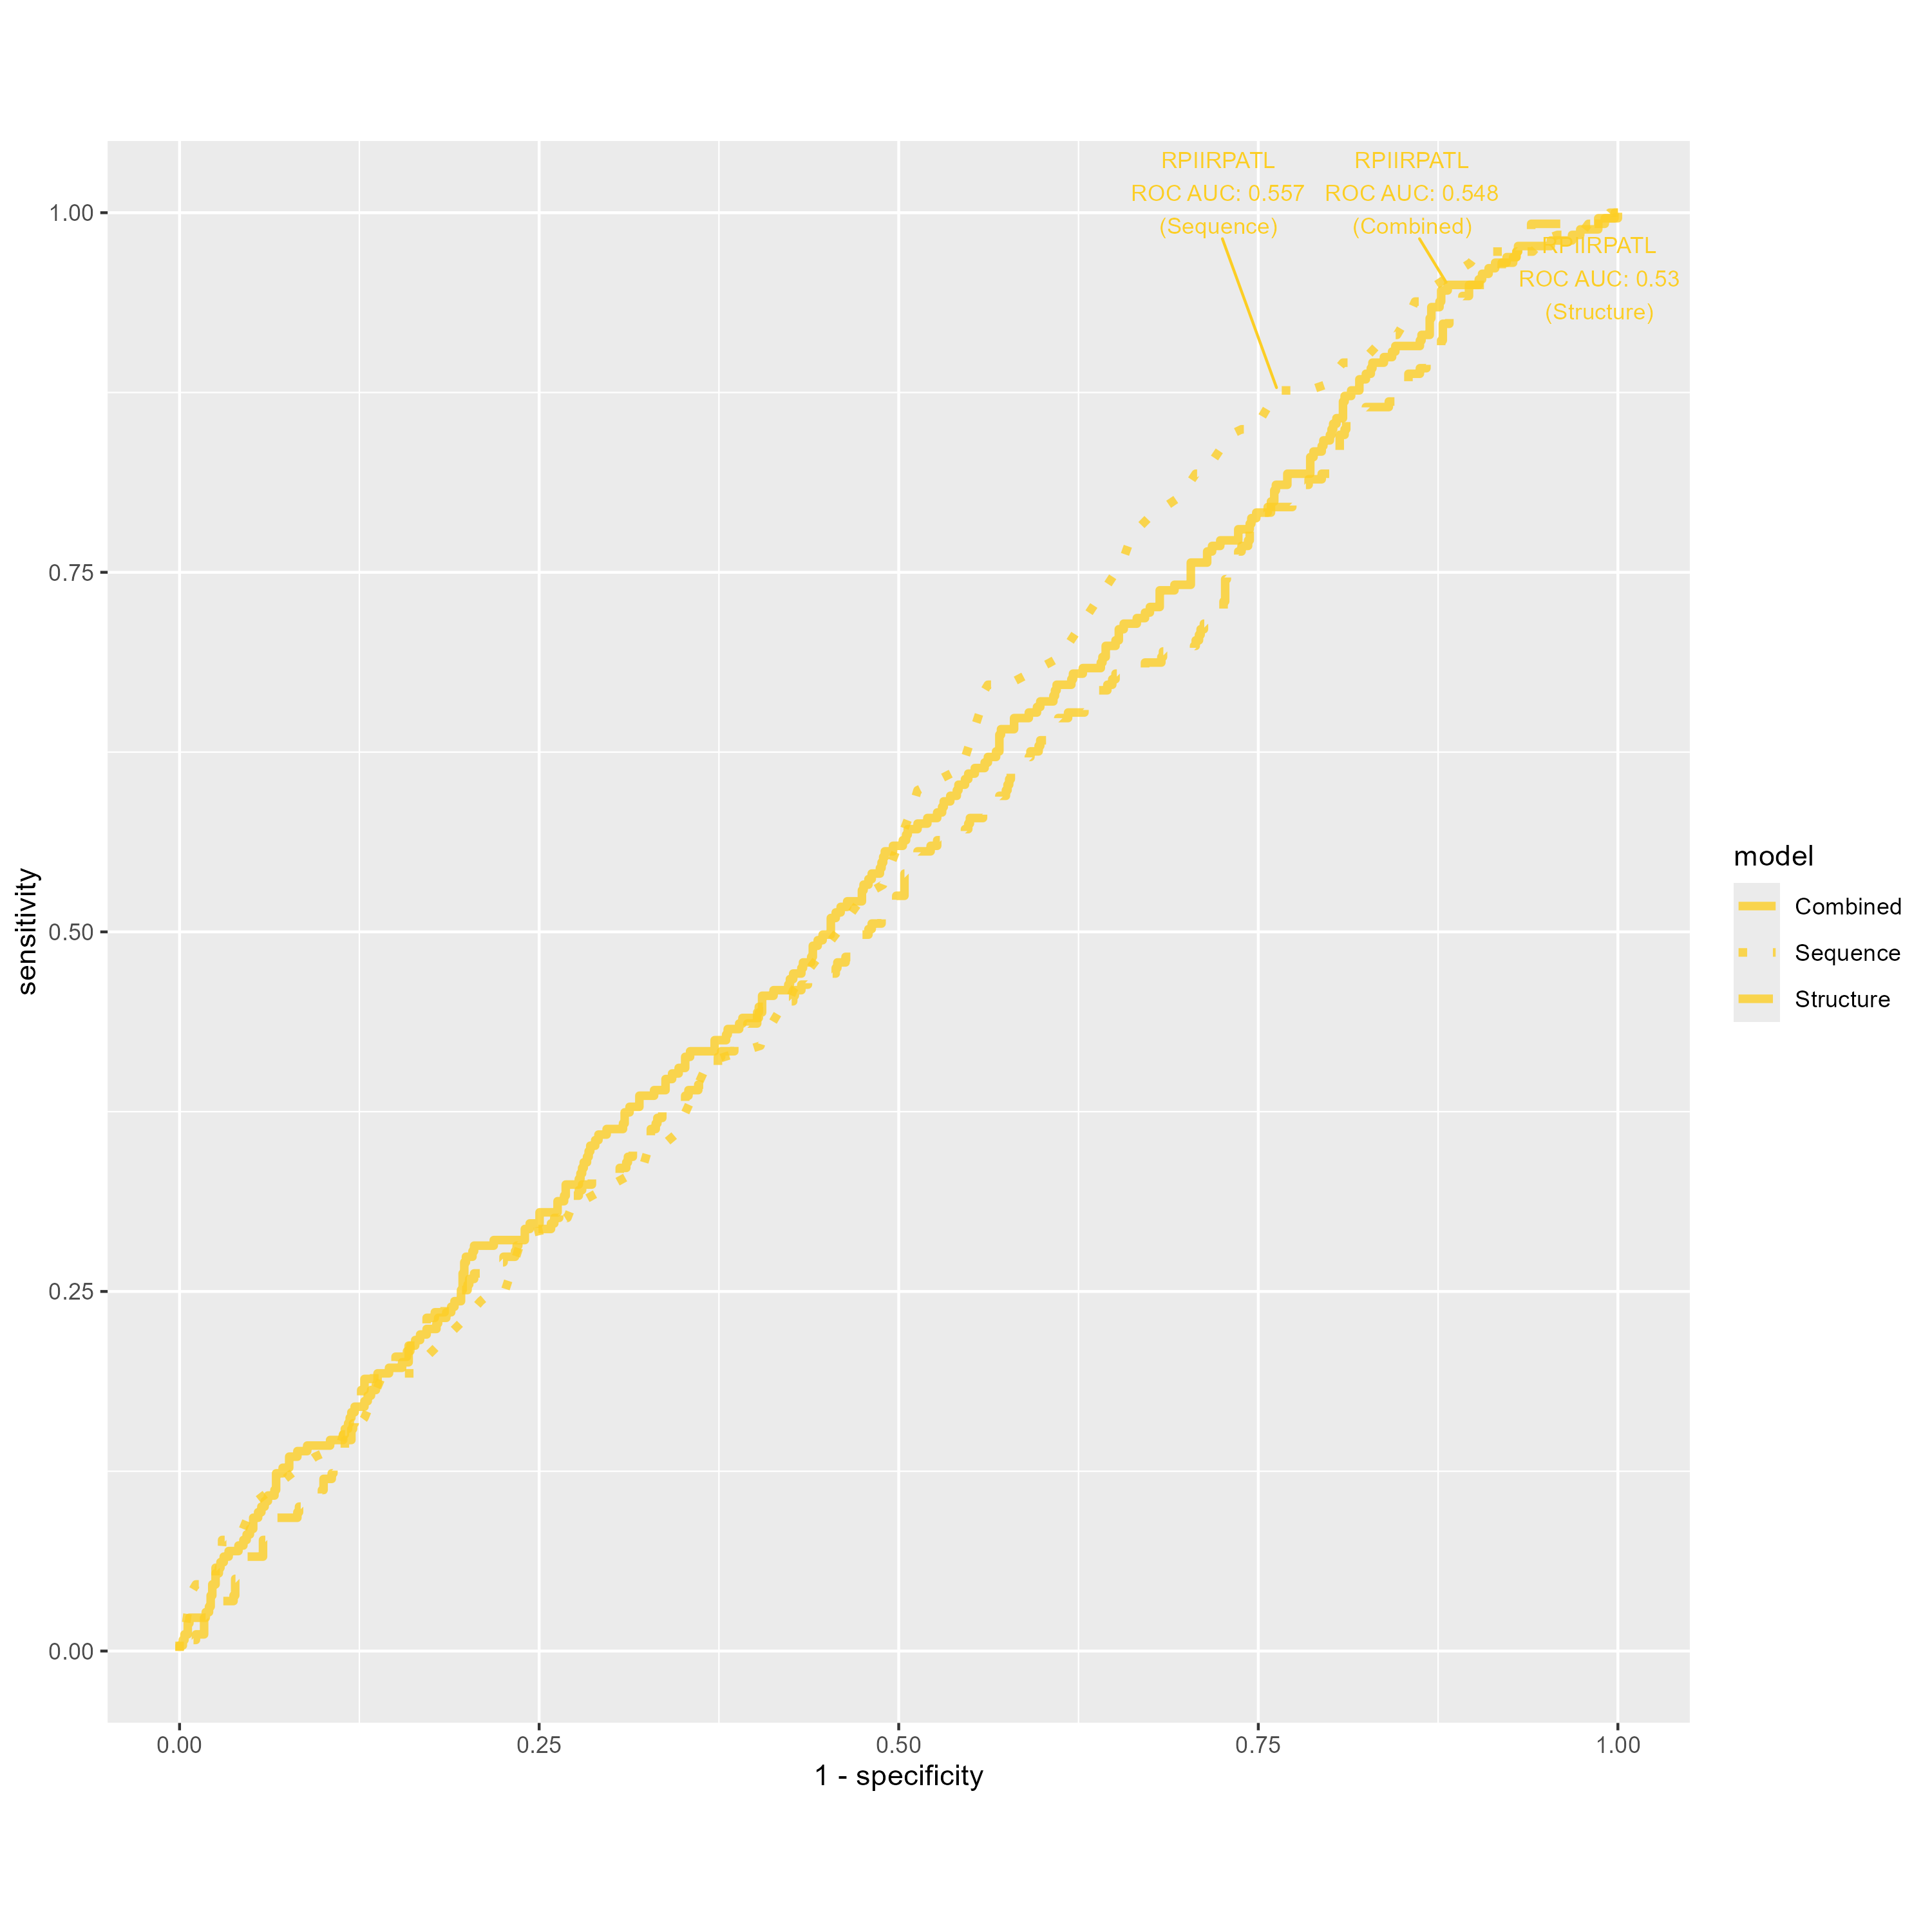 RPIIRPATL
ROC AUC: 0.557
(Sequence)
RPIIRPATL
ROC AUC: 0.548
(Combined)
RPIIRPATL
ROC AUC: 0.53
(Structure)
1.00
0.75
0.50
0.25
0.00
sensitivity
0.00
0.25
0.50
0.75
1.00
1 - specificity
model
Combined
Sequence
Structure